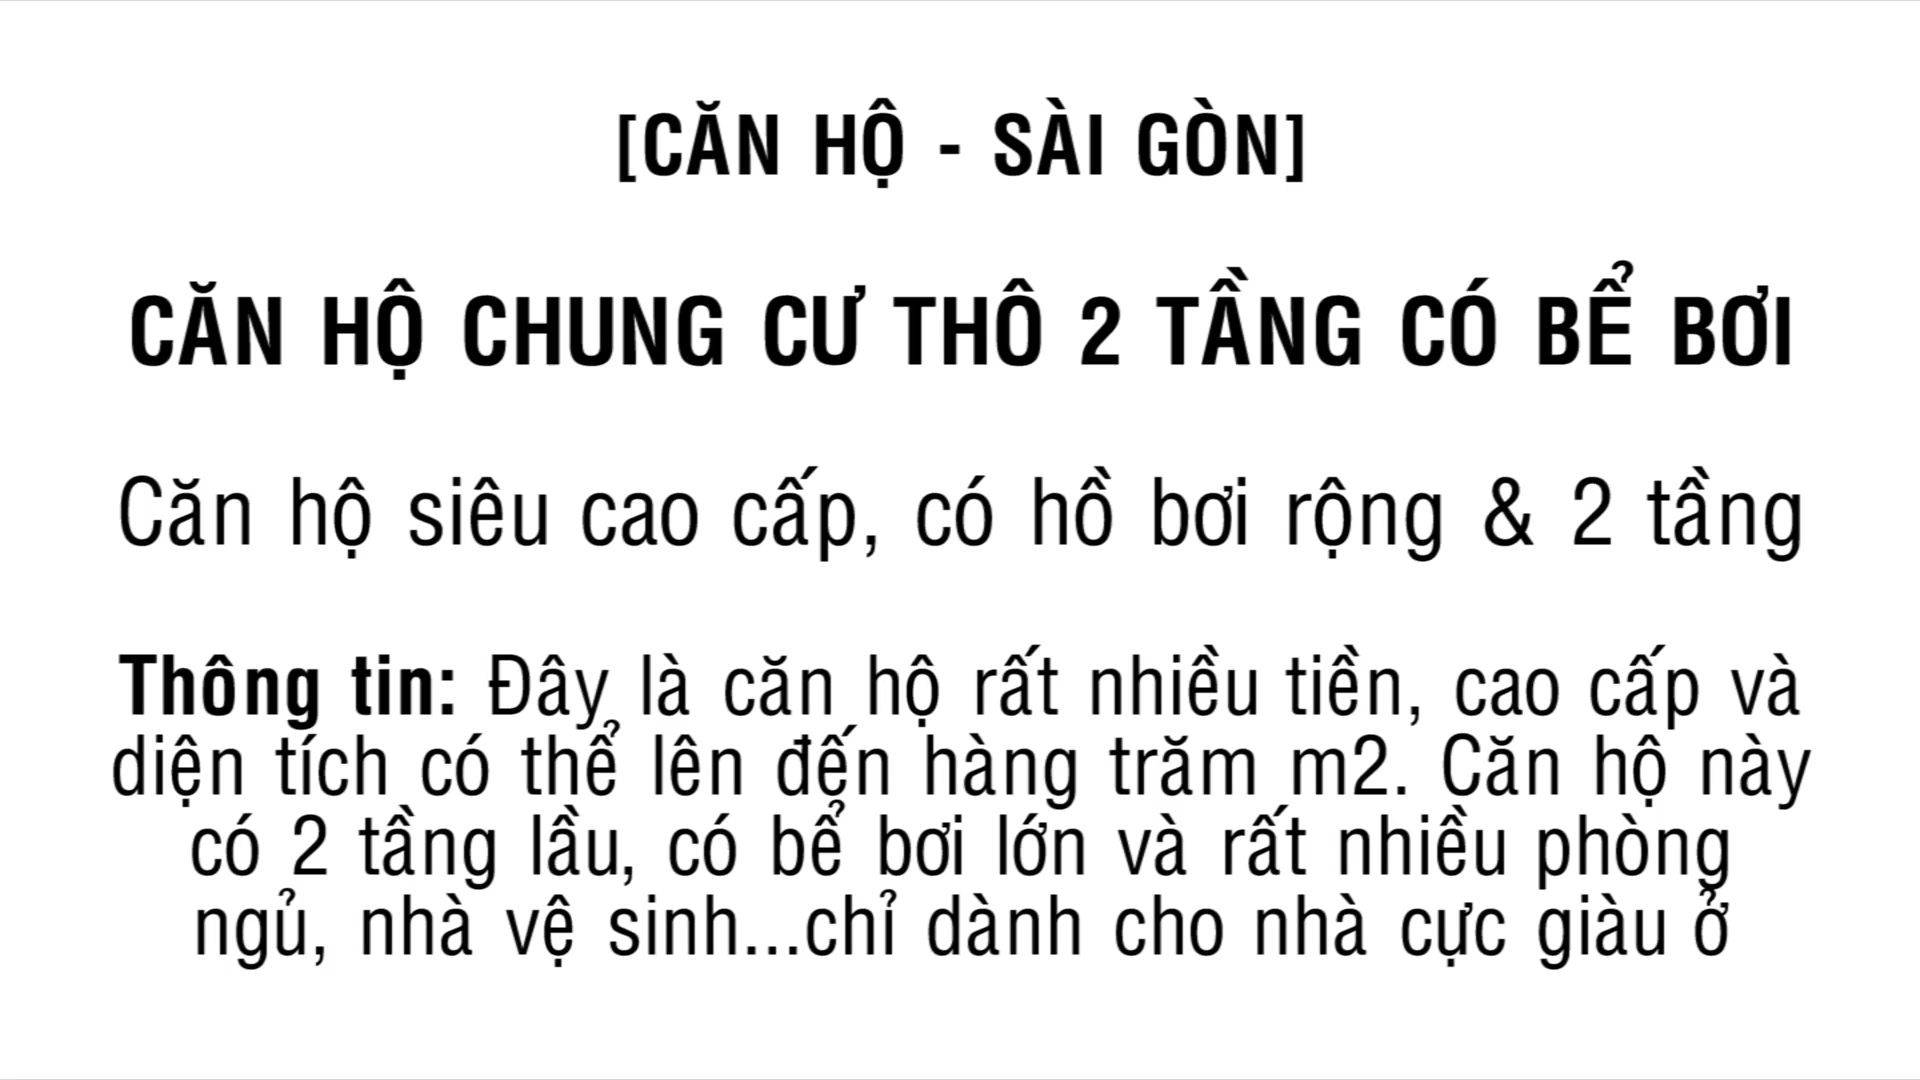 [CĂN HỘ - SÀI GÒN]
CĂN HỘ CHUNG CƯ THÔ 2 TẦNG CÓ BỂ BƠI
Căn hộ siêu cao cấp, có hồ bơi rộng & 2 tầng
Thông tin: Đây là căn hộ rất nhiều tiền, cao cấp và
diện tích có thể lên đến hàng trăm m2. Căn hộ này
có 2 tầng lầu, có bể bơi lớn và rất nhiều phòng
ngủ, nhà vệ sinh...chỉ dành cho nhà cực giàu ở